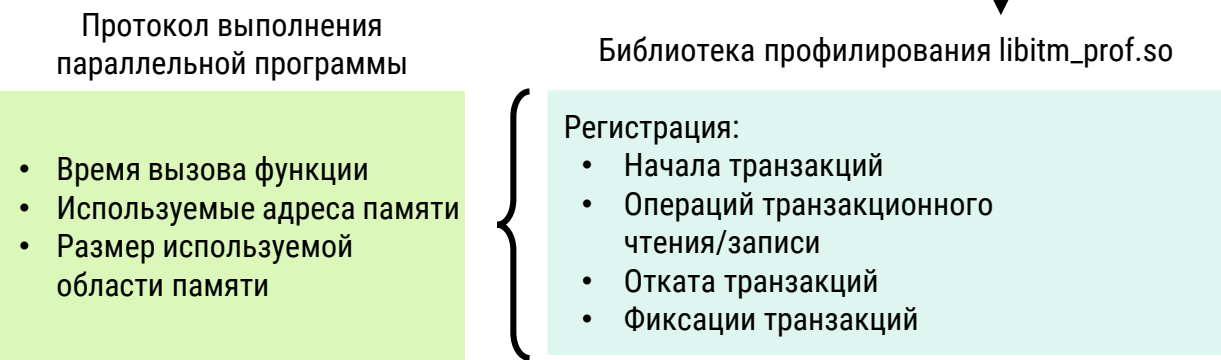 Протокол выполнения
параллельной программы
• Время вызова функции
• Используемые адреса памяти
• Размер используемой
области памяти
Библиотека профилирования libitm_prof.so
Регистрация:
• Начала транзакций
• Операций транзакционного
чтения/записи
• Отката транзакций
• Фиксации транзакций